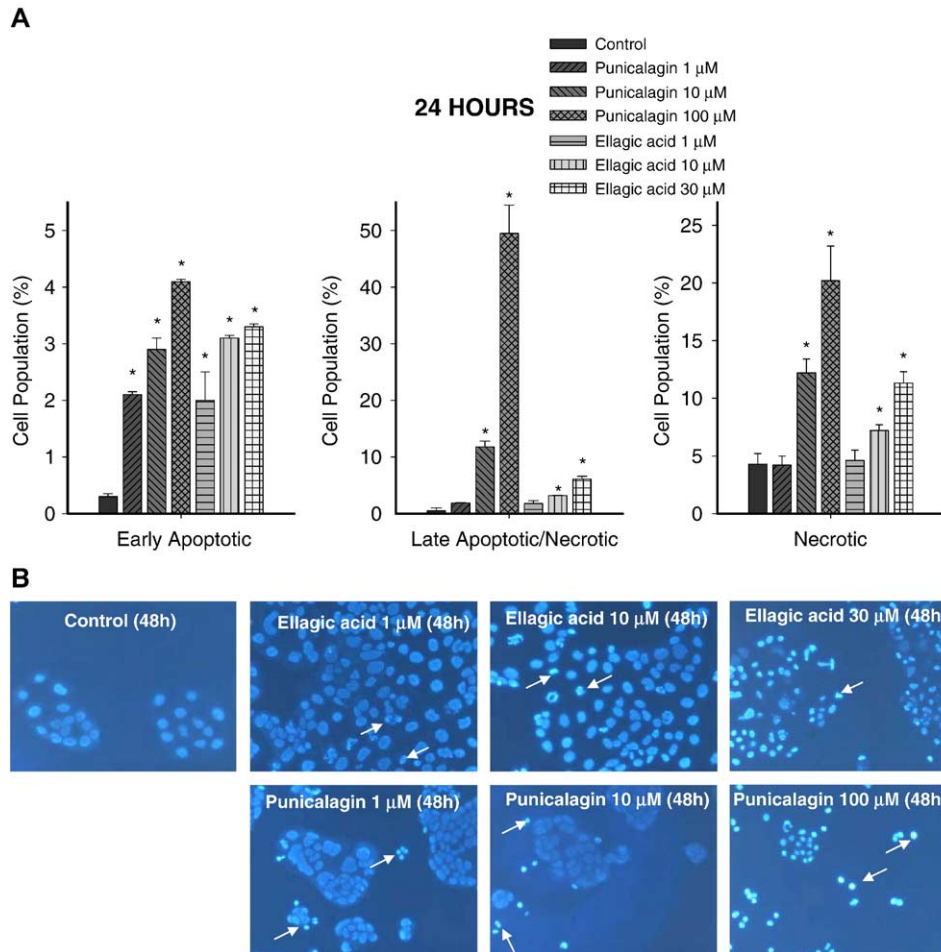 A
Control
Punicalagin 1 µM
Punicalagin 10 µM
24 HOURS
Punicalagin 100 µM
Ellagic acid 1 µM
Ellagic acid 10 µM
Ellagic acid 30 µM
Cell Population (%)
5
4
3
2
1
0
*
*
*
*
*
*
Early Apoptotic
Cell Population (%)
50
40
30
20
10
0
*
*
*
*
Late Apoptotic/Necrotic
Cell Population (%)
25
20
15
10
5
0
*
*
*
*
Necrotic
B
Control (48h)
Ellagic acid 1 µM (48h)
Ellagic acid 10 µM (48h)
Ellagic acid 30 µM (48h
Punicalagin 1 µM (48h)
Punicalagin 10 µM (48h)
Punicalagin 100 µM (48h